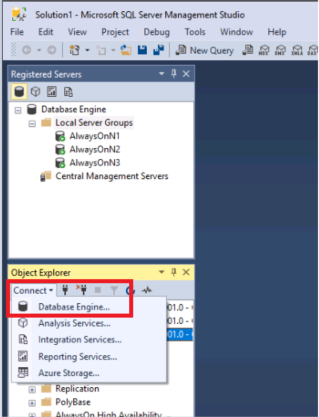 Solution1 - Microsoft SQL Server Management Studio
File Edit View Project Debug Tools Window Help
New Query
Registered Servers
Database Engine
Local Server Groups
AlwaysOnN1
AlwaysOnN2
AlwaysOnN3
Central Management Servers
Object Explorer
Connect
Database Engine...
01.0 -
Analysis Services...
01.0 -
Integration Services...
01.0 -
Reporting Services...
Azure Storage...
Replication
PolyBase
AlwaysOn High Availability